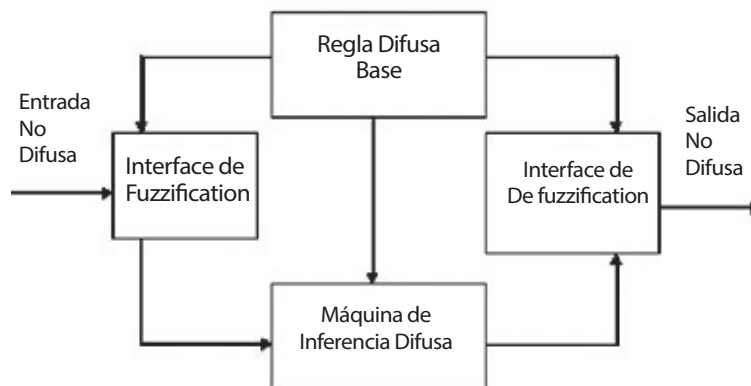 Regla Difusa
Base
Entrada
No
Difusa
Interface de
Fuzzification
Salida
No
Difusa
Interface de
De fuzzification
Máquina de
Inferencia Difusa